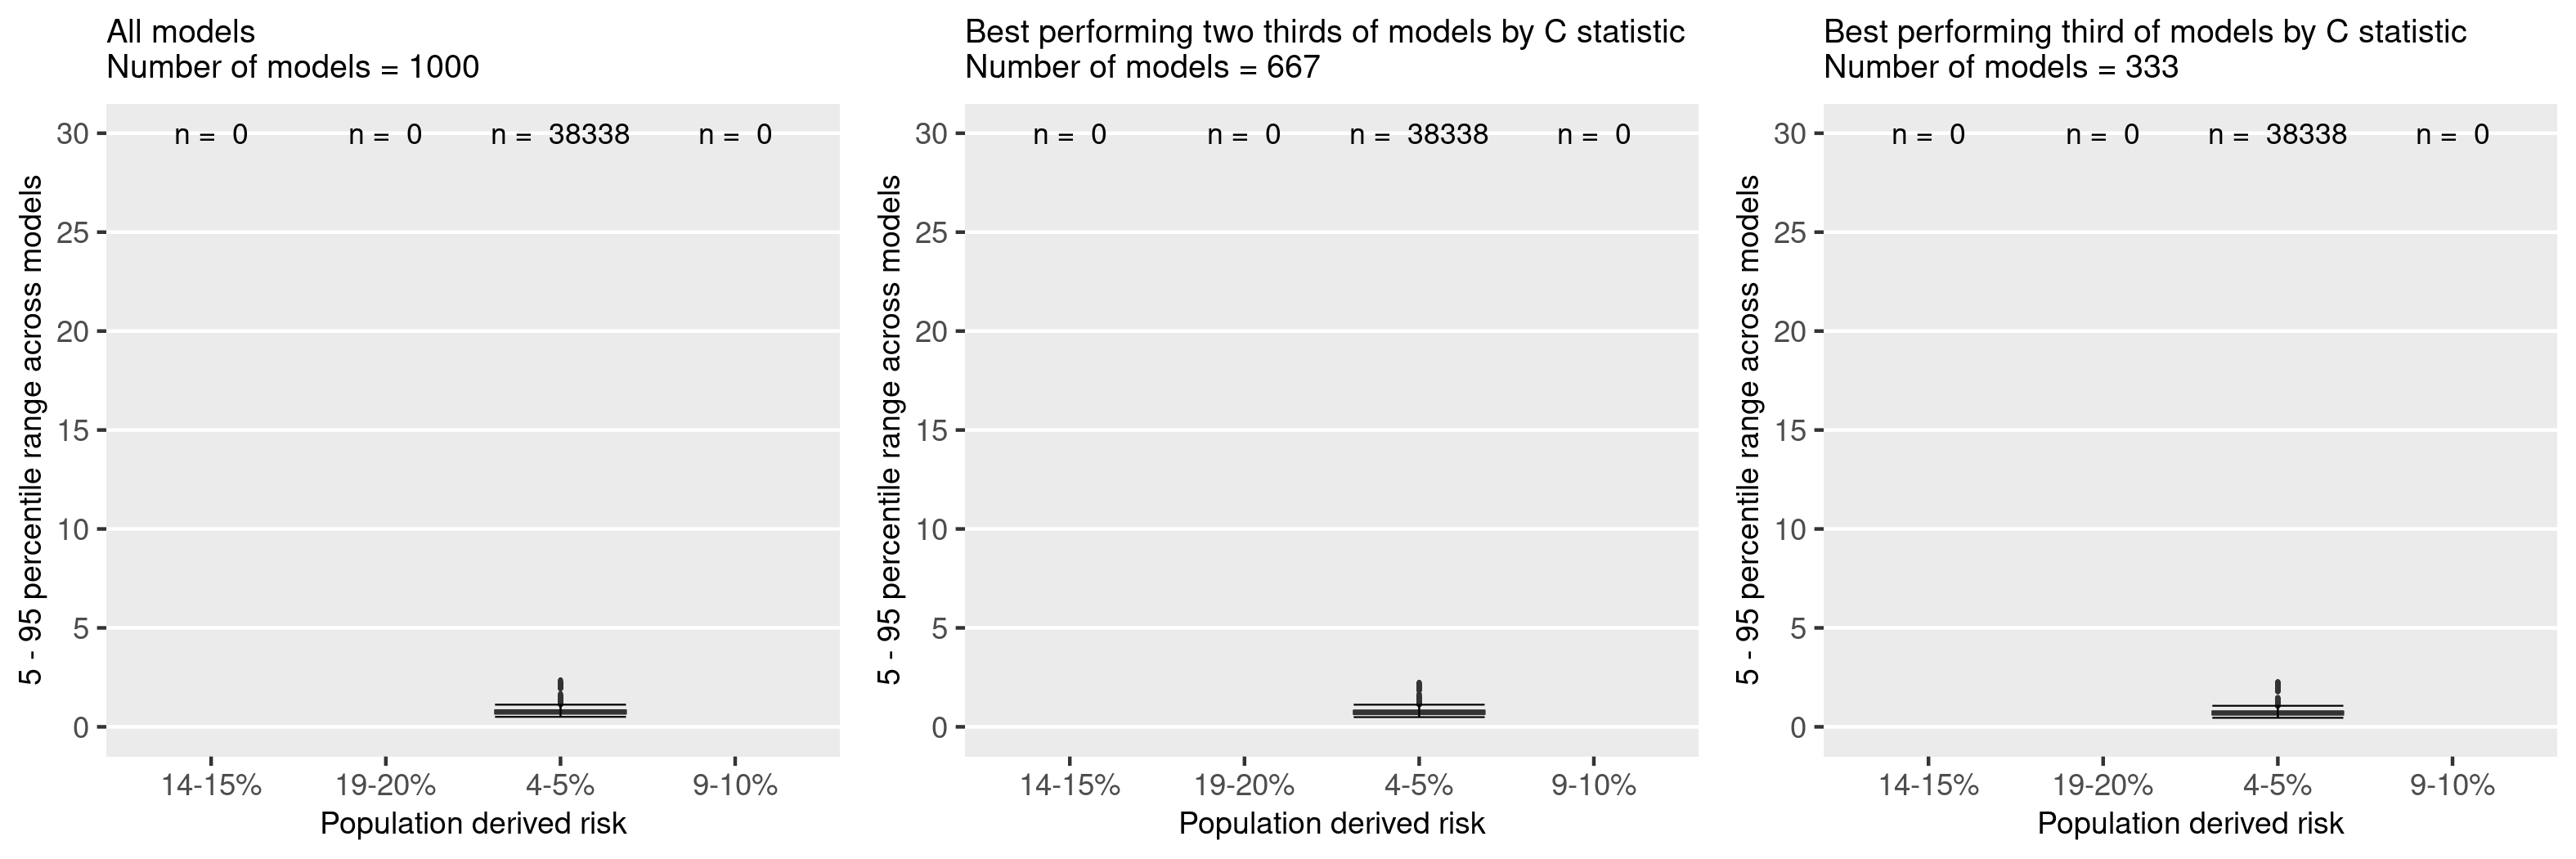 All models
Number of models = 1000
30
25
20
15
10
5
0
n = 0
n = 0
n = 38338
n = 0
5 - 95 percentile range across models
14-15%
19-20%
4-5%
9-10%
Population derived risk
Best performing two thirds of models by C statistic
Number of models = 667
30
25
20
15
10
5
0
n = 0
n = 0
n = 38338
n = 0
5 - 95 percentile range across models
14-15%
19-20%
4-5%
9-10%
Population derived risk
Best performing third of models by C statistic
Number of models = 333
30
25
20
15
10
5
0
n = 0
n = 0
n = 38338
n = 0
5 - 95 percentile range across models
14-15%
19-20%
4-5%
9-10%
Population derived risk